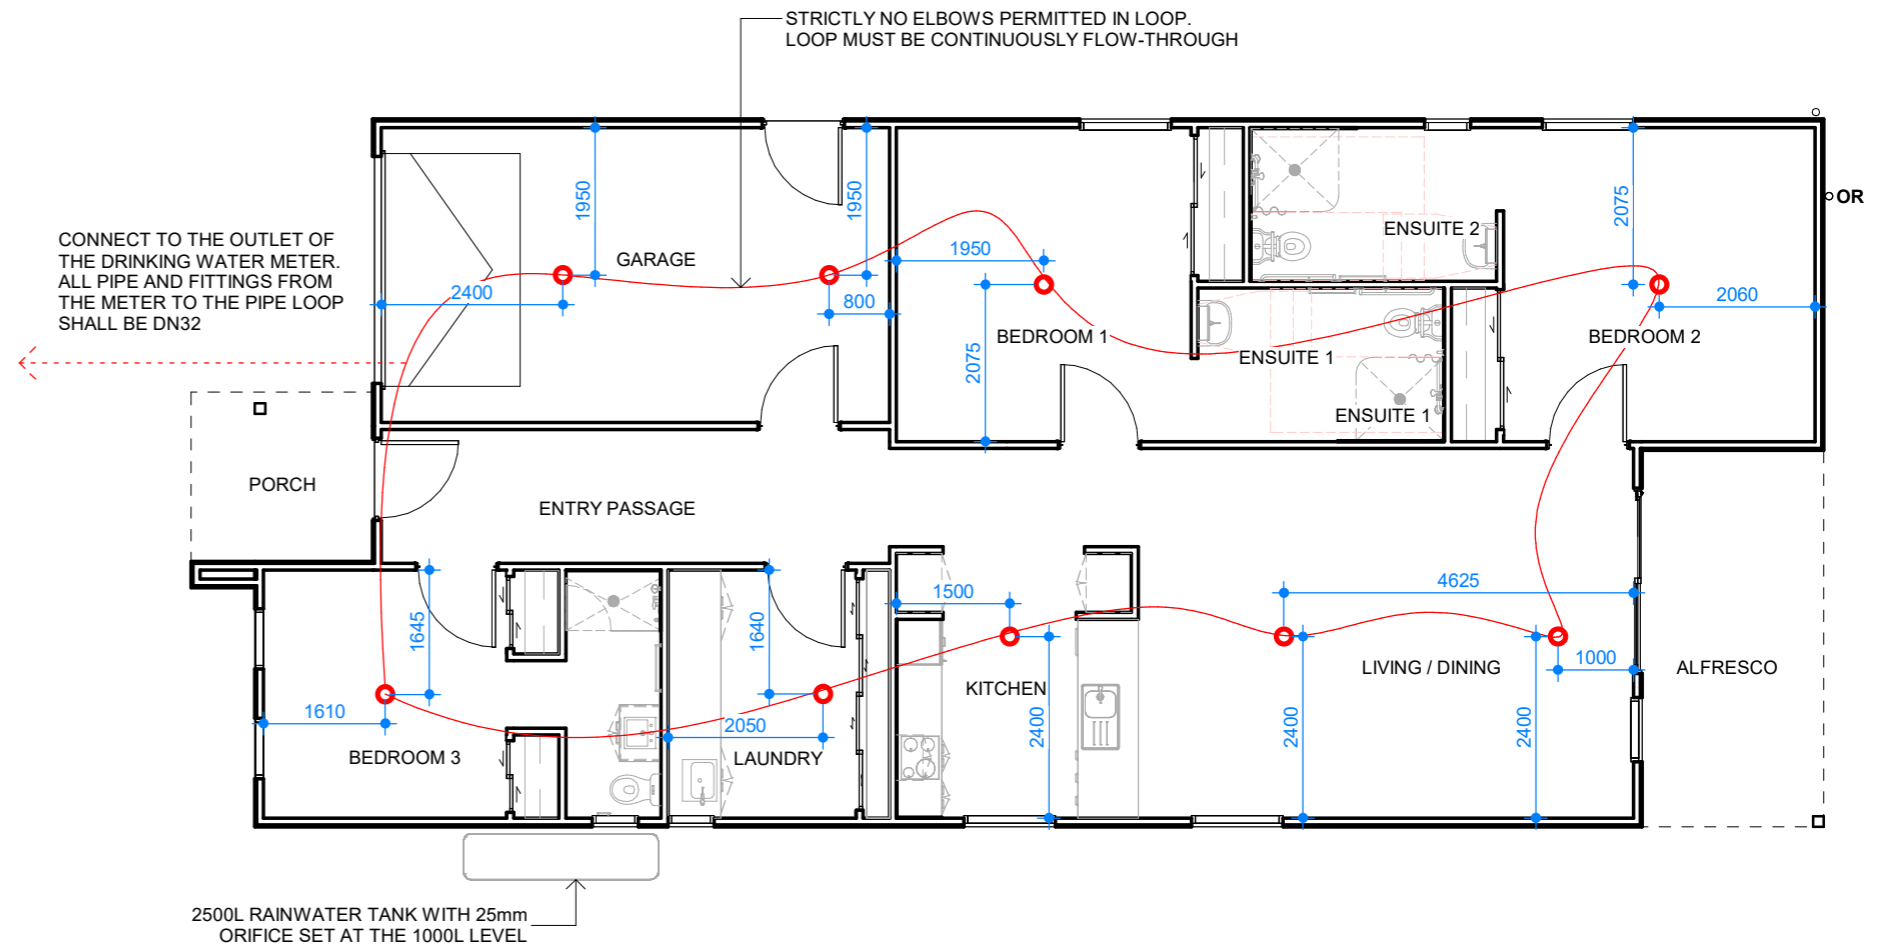 STRICTLY NO ELBOWS PERMITTED IN LOOP.
LOOP MUST BE CONTINUOUSLY FLOW-THROUGH
CONNECT TO THE OUTLET OF
THE DRINKING WATER METER.
ALL PIPE AND FITTINGS FROM
THE METER TO THE PIPE LOOP
SHALL BE DN32
1950
1950
GARAGE
2400
800
1950
2075
BEDROOM 1
ENSUITE 2
ENSUITE 1
ENSUITE 1
2075
OR
2060
BEDROOM 2
PORCH
ENTRY PASSAGE
1645
1610
BEDROOM 3
1640
2050
LAUNDRY
1500
KITCHEN
2400
4625
2400
LIVING / DINING
2400
1000
ALFRESCO
2500L RAINWATER TANK WITH 25mm
ORIFICE SET AT THE 1000L LEVEL